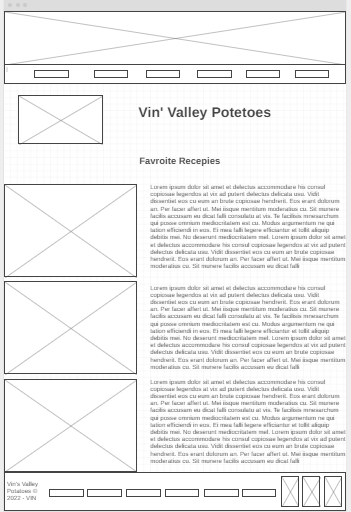 Vin' Valley Potetoes
Favroite Recepies
Lorem ipsum dolor sit amet et delectus accommodare his consul
copiosae legendos at vix ad putent delectus delicata usu. Vidit
dissentiet eos cu eum an brute copiosae hendrerit. Eos erant dolorum
an. Per facer affert ut. Mei iisque mentitum moderatius cu. Sit munere
facilis accusam eu dicat falli consulatu at vis. Te facilisis mnesarchum
qui posse omnium mediocritatem est cu. Modus argumentum ne qui
tation efficiendi in eos. Ei mea falli legere efficiantur et tollit aliquip
debitis mei. No deserunt mediocritatem mel. Lorem ipsum dolor sit amet
et delectus accommodare his consul copiosae legendos at vix ad putent
delicata usu. Vidit dissentiet eos cu eum an brute copiosae
hendrerit. Eos erant dolorum an. Per facer affert ut. Mei iisque mentitum
moderatius cu. Sit munere facilis accusam eu dicat falli
Lorem ipsum dolor sit amet et delectus accommodare his consul
copiosae legendos at vix ad putent delectus delicata usu. Vidit
dissentiet eos cu eum an brute copiosae hendrerit. Eos erant dolorum
an. Per facer affert ut. Mei iisque mentitum moderatius cu. Sit munere
facilis accusam eu dicat falli consulatu at vis. Te facilisis mnesarchum
qui posse omnium mediocritatem est cu. Modus argumentum ne qui
tation efficiendi in eos. Ei mea falli legere efficiantur et tollit aliquip
debitis mei. No deserunt mediocritatem mel. Lorem ipsum dolor sit amet
et delectus accommodare his consul copiosae legendos at vix ad putent
delectus delicata usu. Vidit dissentiet eos cu eum an brute copiosae
hendrerit. Eos erant dolorum an. Per facer affert ut. Mei iisque mentitum
moderatius cu. Sit munere facilis accusam eu dicat falli
Lorem ipsum dolor sit amet et delectus accommodare his consul
copiosae legendos at vix ad putent delectus delicata usu. Vidit
dissentiet eos cu eum an brute copiosae hendrerit. Eos erant dolorum
an. Per facer affert ut. Mei iisque mentitum moderatius cu. Sit munere
facilis accusam eu dicat falli consulatu at vis. Te facilisis mnesarchum
qui posse omnium mediocritatem est cu. Modus argumentum ne qui
tation efficiendi in eos. Ei mea falli legere efficiantur et tollit aliquip
debitis mei. No deserunt mediocritatem mel. Lorem ipsum dolor sit amet
et delectus accommodare his consul copiosae legendos at vix ad putent
delectus delicata usu. Vidit dissentiet eos cu eum an brute copiosae
hendrerit. Eos erant dolorum an. Per facer affert ut. Mei iisque mentitum
moderatius cu. Sit munere facilis accusam eu dicat falli
Vin's Valley
Potatoes ©
2022 - VIN